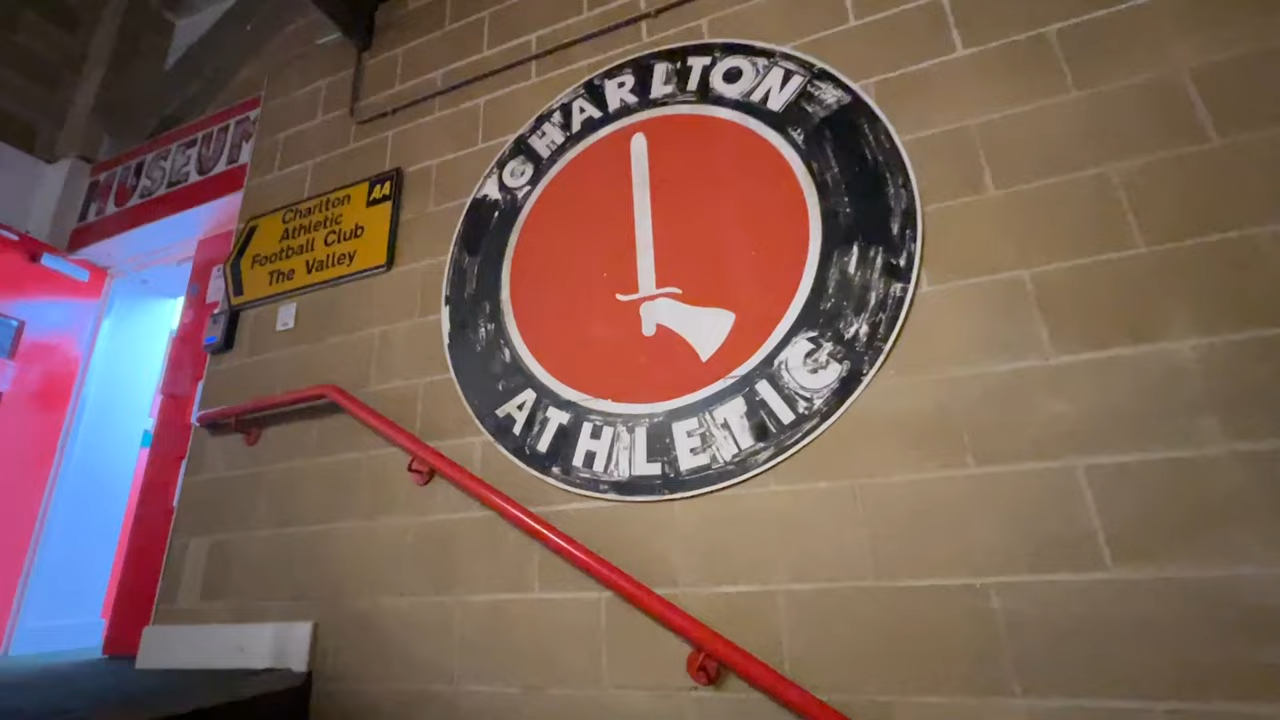 MUSEUM
AA
Charlton
Athletic
Football Club
The Valley
CHARLTON
ATHLETIC